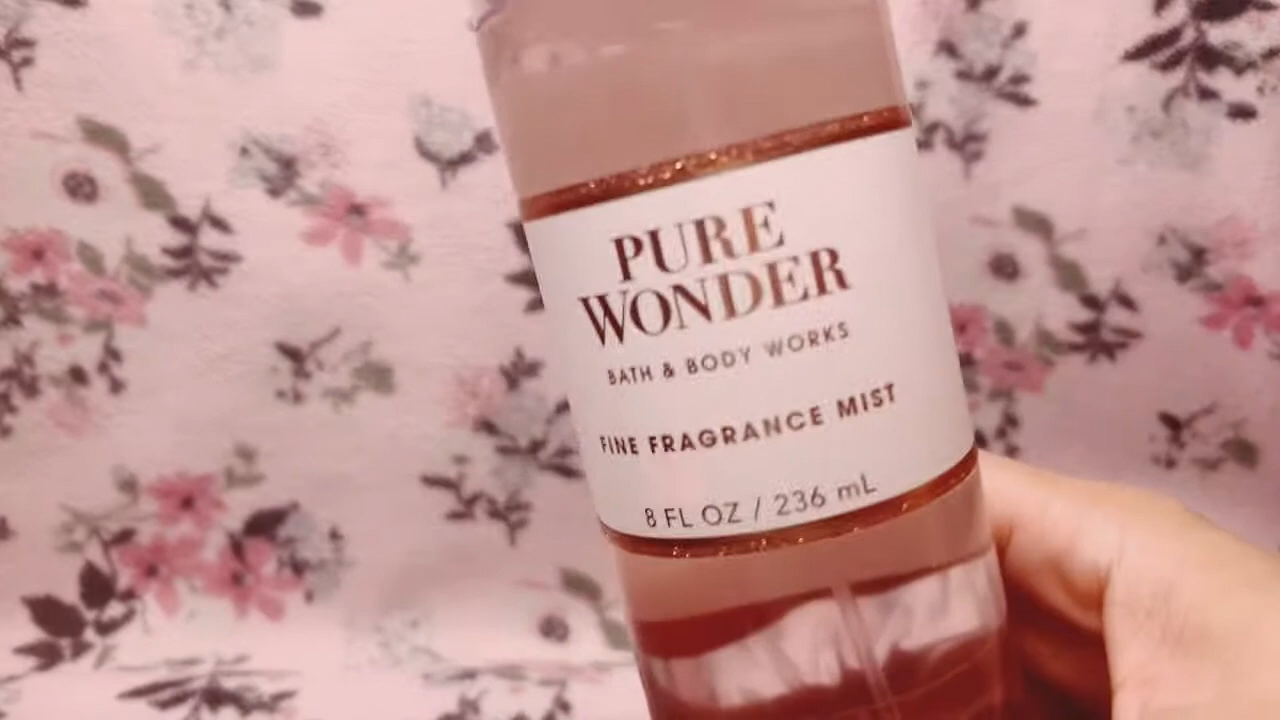 PURE
WONDER
BATH & BODY WORKS
FINE FRAGRANCE MIST
8 FL OZ / 236 mL